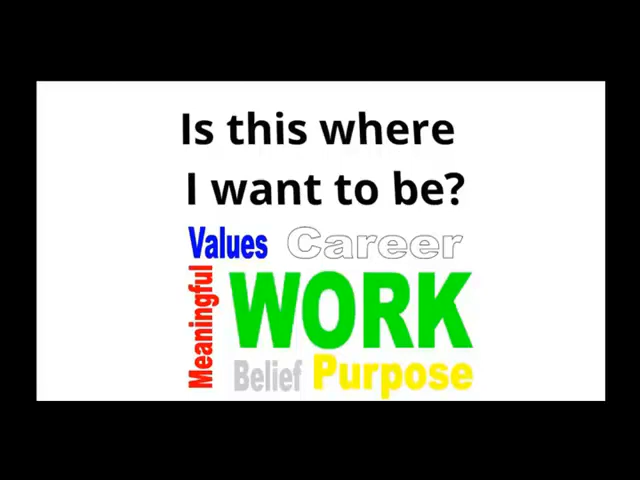 Is this where
I want to be?
Values Career
Meaningful
WORK
Belief Purpose